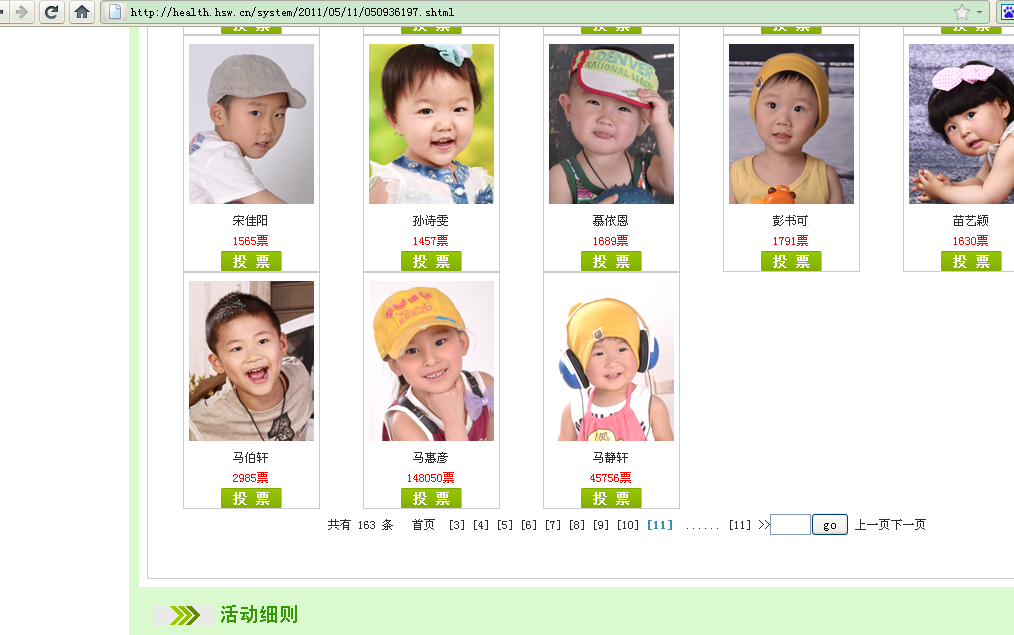 http://health.hsw.cn/system/2011/05/11/050936197.shtml
投 票 投 票 投 票 投 票 投 票
DENVER
NATIONAL LEAGUE
宋佳阳 孙诗雯 慕依恩 彭书可 苗艺颖
1565票 1457票 1689票 1791票 1630票
投 票 投 票 投 票 投 票 投 票
马伯轩 马惠彦 马静轩
2985票 148050票 45756票
投 票 投 票 投 票
共有 163 条 首页 [3] [4] [5] [6] [7] [8] [9] [10] [11] ...... [11] >> go 上一页下一页
活动细则